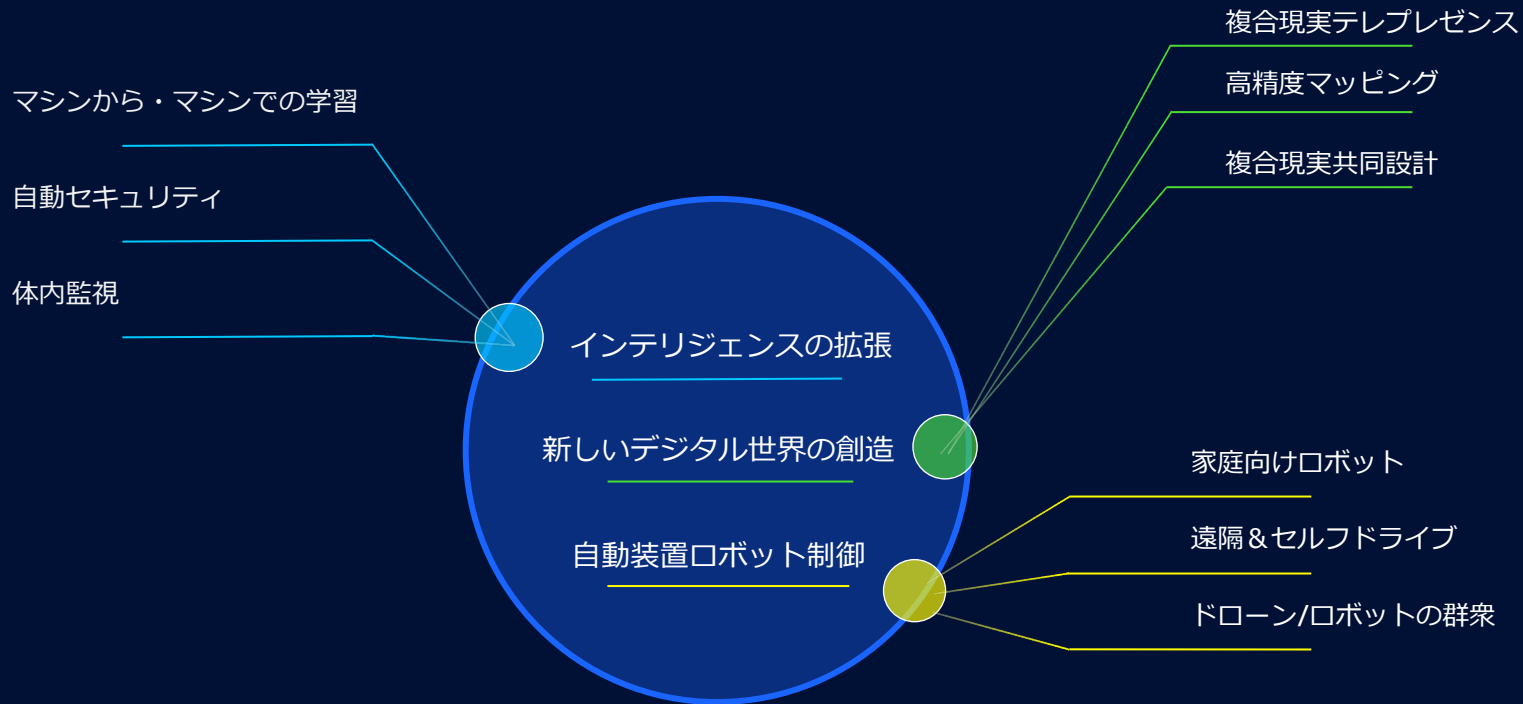 マシンから・マシンでの学習
自動セキュリティ
体内監視
インテリジェンスの拡張
新しいデジタル世界の創造
自動装置ロボット制御
複合現実テレプレゼンス
高精度マッピング
複合現実共同設計
家庭向けロボット
遠隔＆セルフドライブ
ドローン/ロボットの群衆